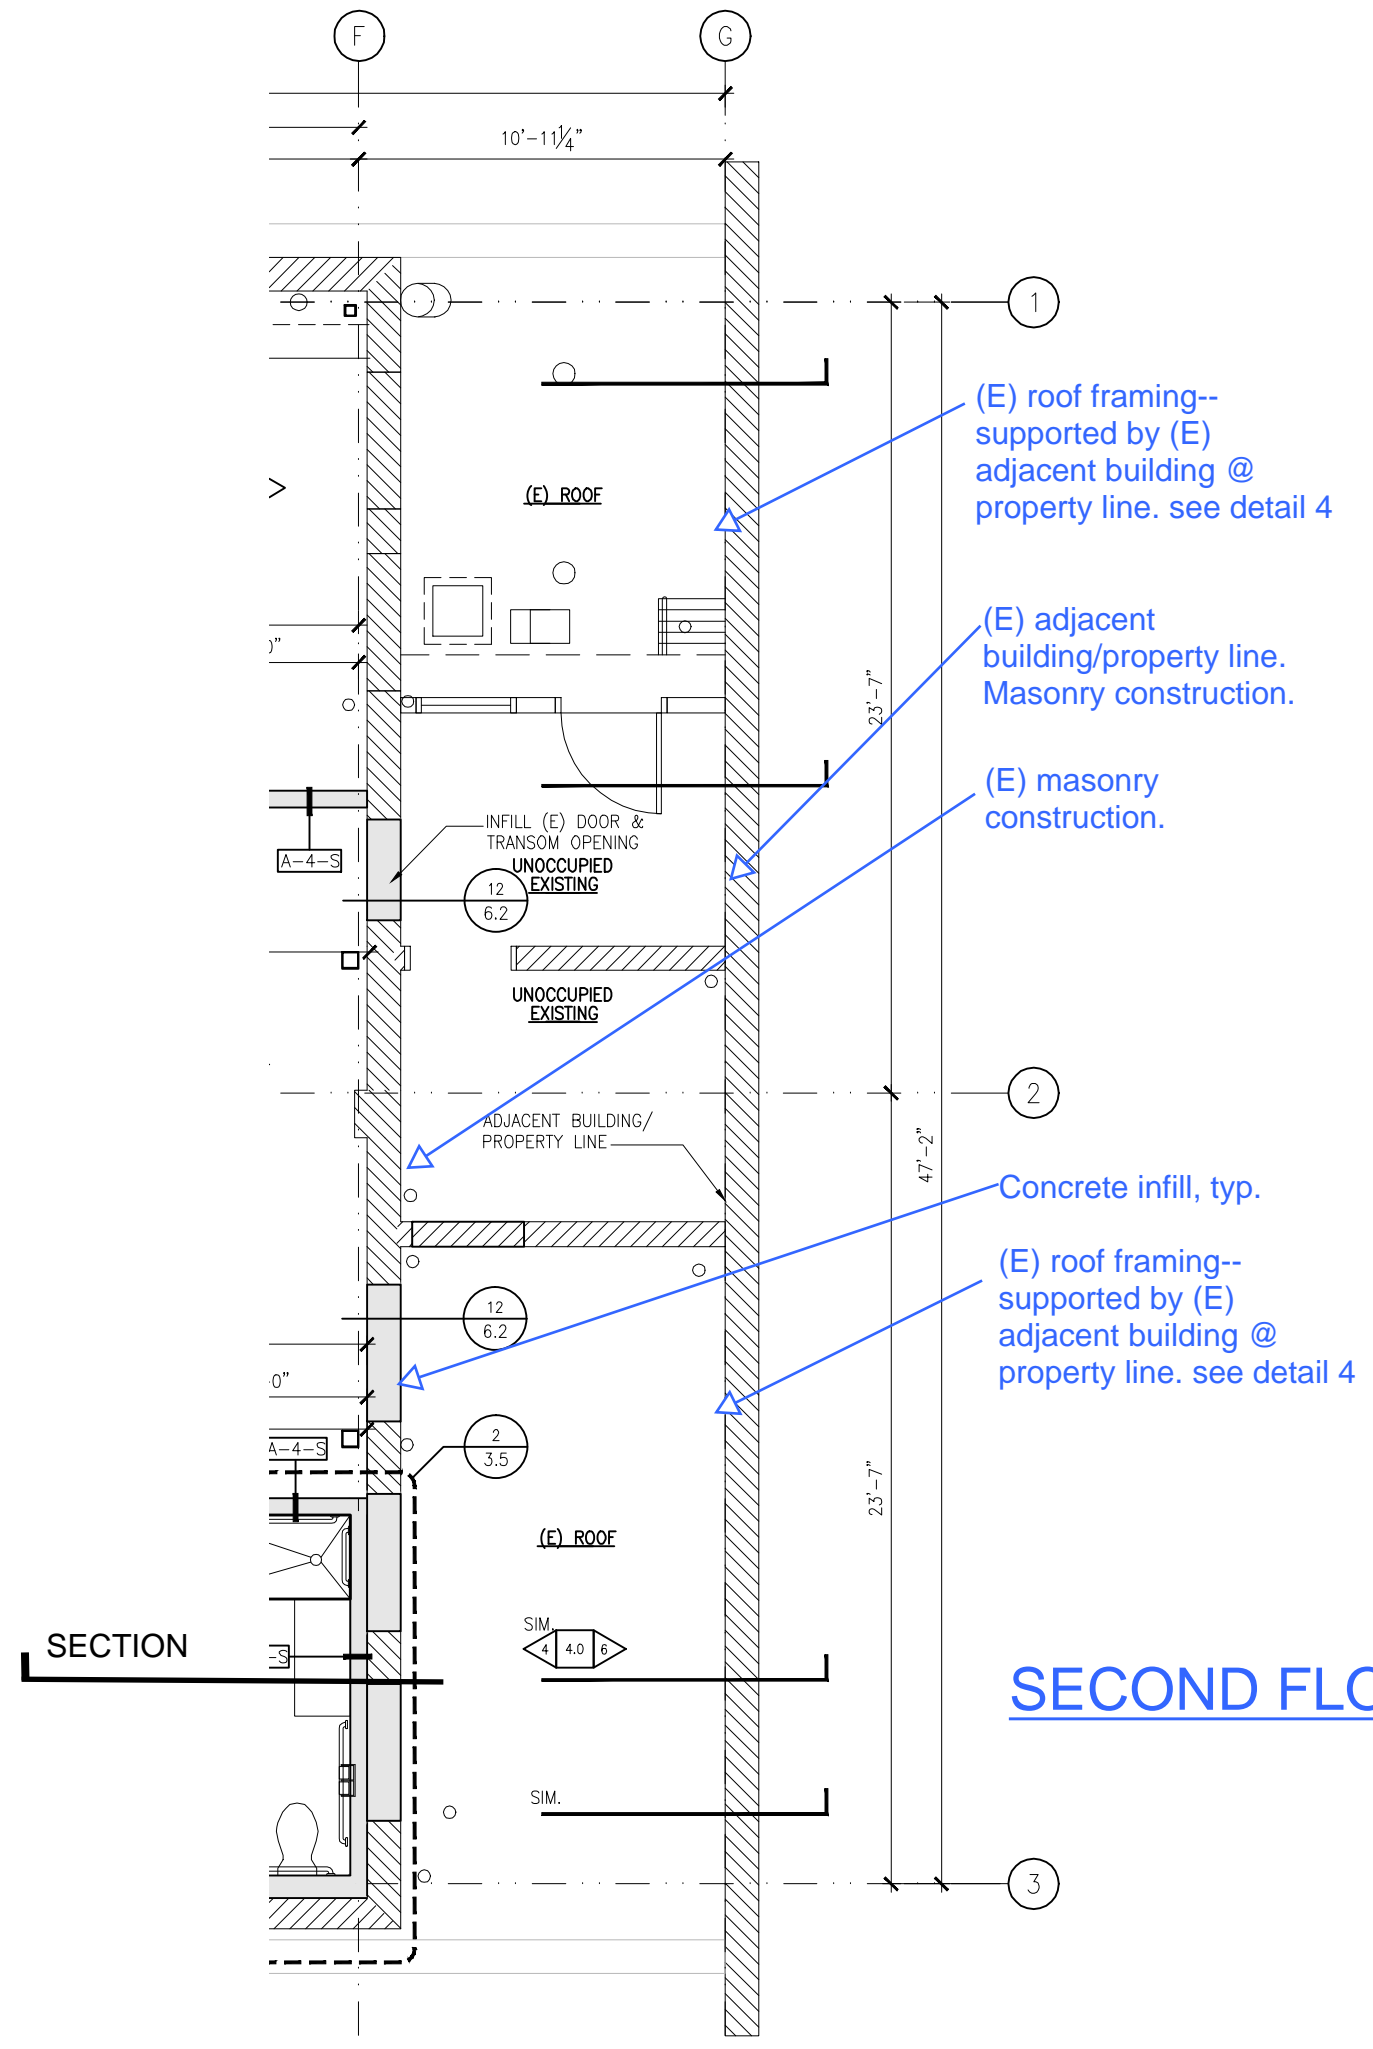 F
G
10'-11 1/4"
1
(E) roof framing--
supported by (E)
adjacent building @
property line. see detail 4
(E) ROOF
(E) adjacent
building/property line.
Masonry construction.
0"
23'-7"
(E) masonry
construction.
INFILL (E) DOOR &
TRANSOM OPENING
A-4-S
UNOCCUPIED
EXISTING
12
6.2
UNOCCUPIED
EXISTING
2
ADJACENT BUILDING/
PROPERTY LINE
47'-2"
Concrete infill, typ.
(E) roof framing--
supported by (E)
adjacent building @
property line. see detail 4
12
6.2
-0"
2
3.5
A-4-S
23'-7"
(E) ROOF
SIM.
4 4.0 6
SECTION
-S
SECOND FLO
SIM.
3